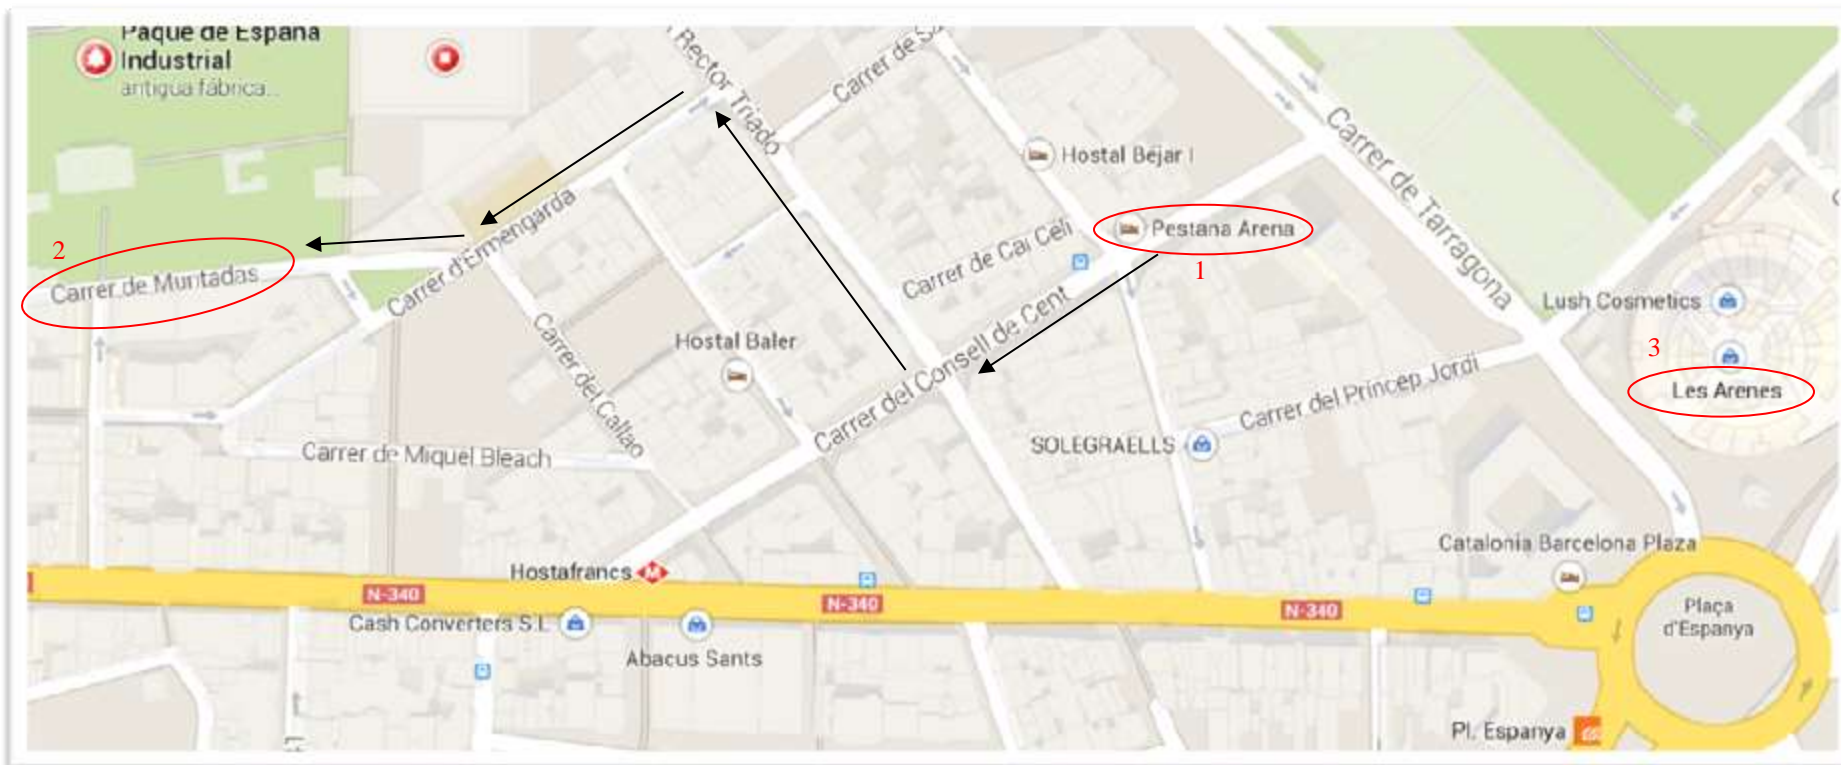 Paque de España
Industrial
antigua fábrica...
Rector Triado
Carrer de
Hostal Bejar I
Carrer de Tarragona
Pestana Arena
1
2
Carrer de Muntadas
Carrer d'Ermengarda
Carrer de Cai Celi
Lush Cosmetics
3
Les Arenes
Hostal Baler
Carrer del Consell de Cent
Carrer del Callao
Carrer del Princep Jordi
SOLEGRAELLS
Carrer de Miquel Bleach
Catalonia Barcelona Plaza
Hostafrancs
M
N-340
N-340
N-340
Plaça
d'Espanya
Cash Converters S.L
Abacus Sants
Pl. Espanya